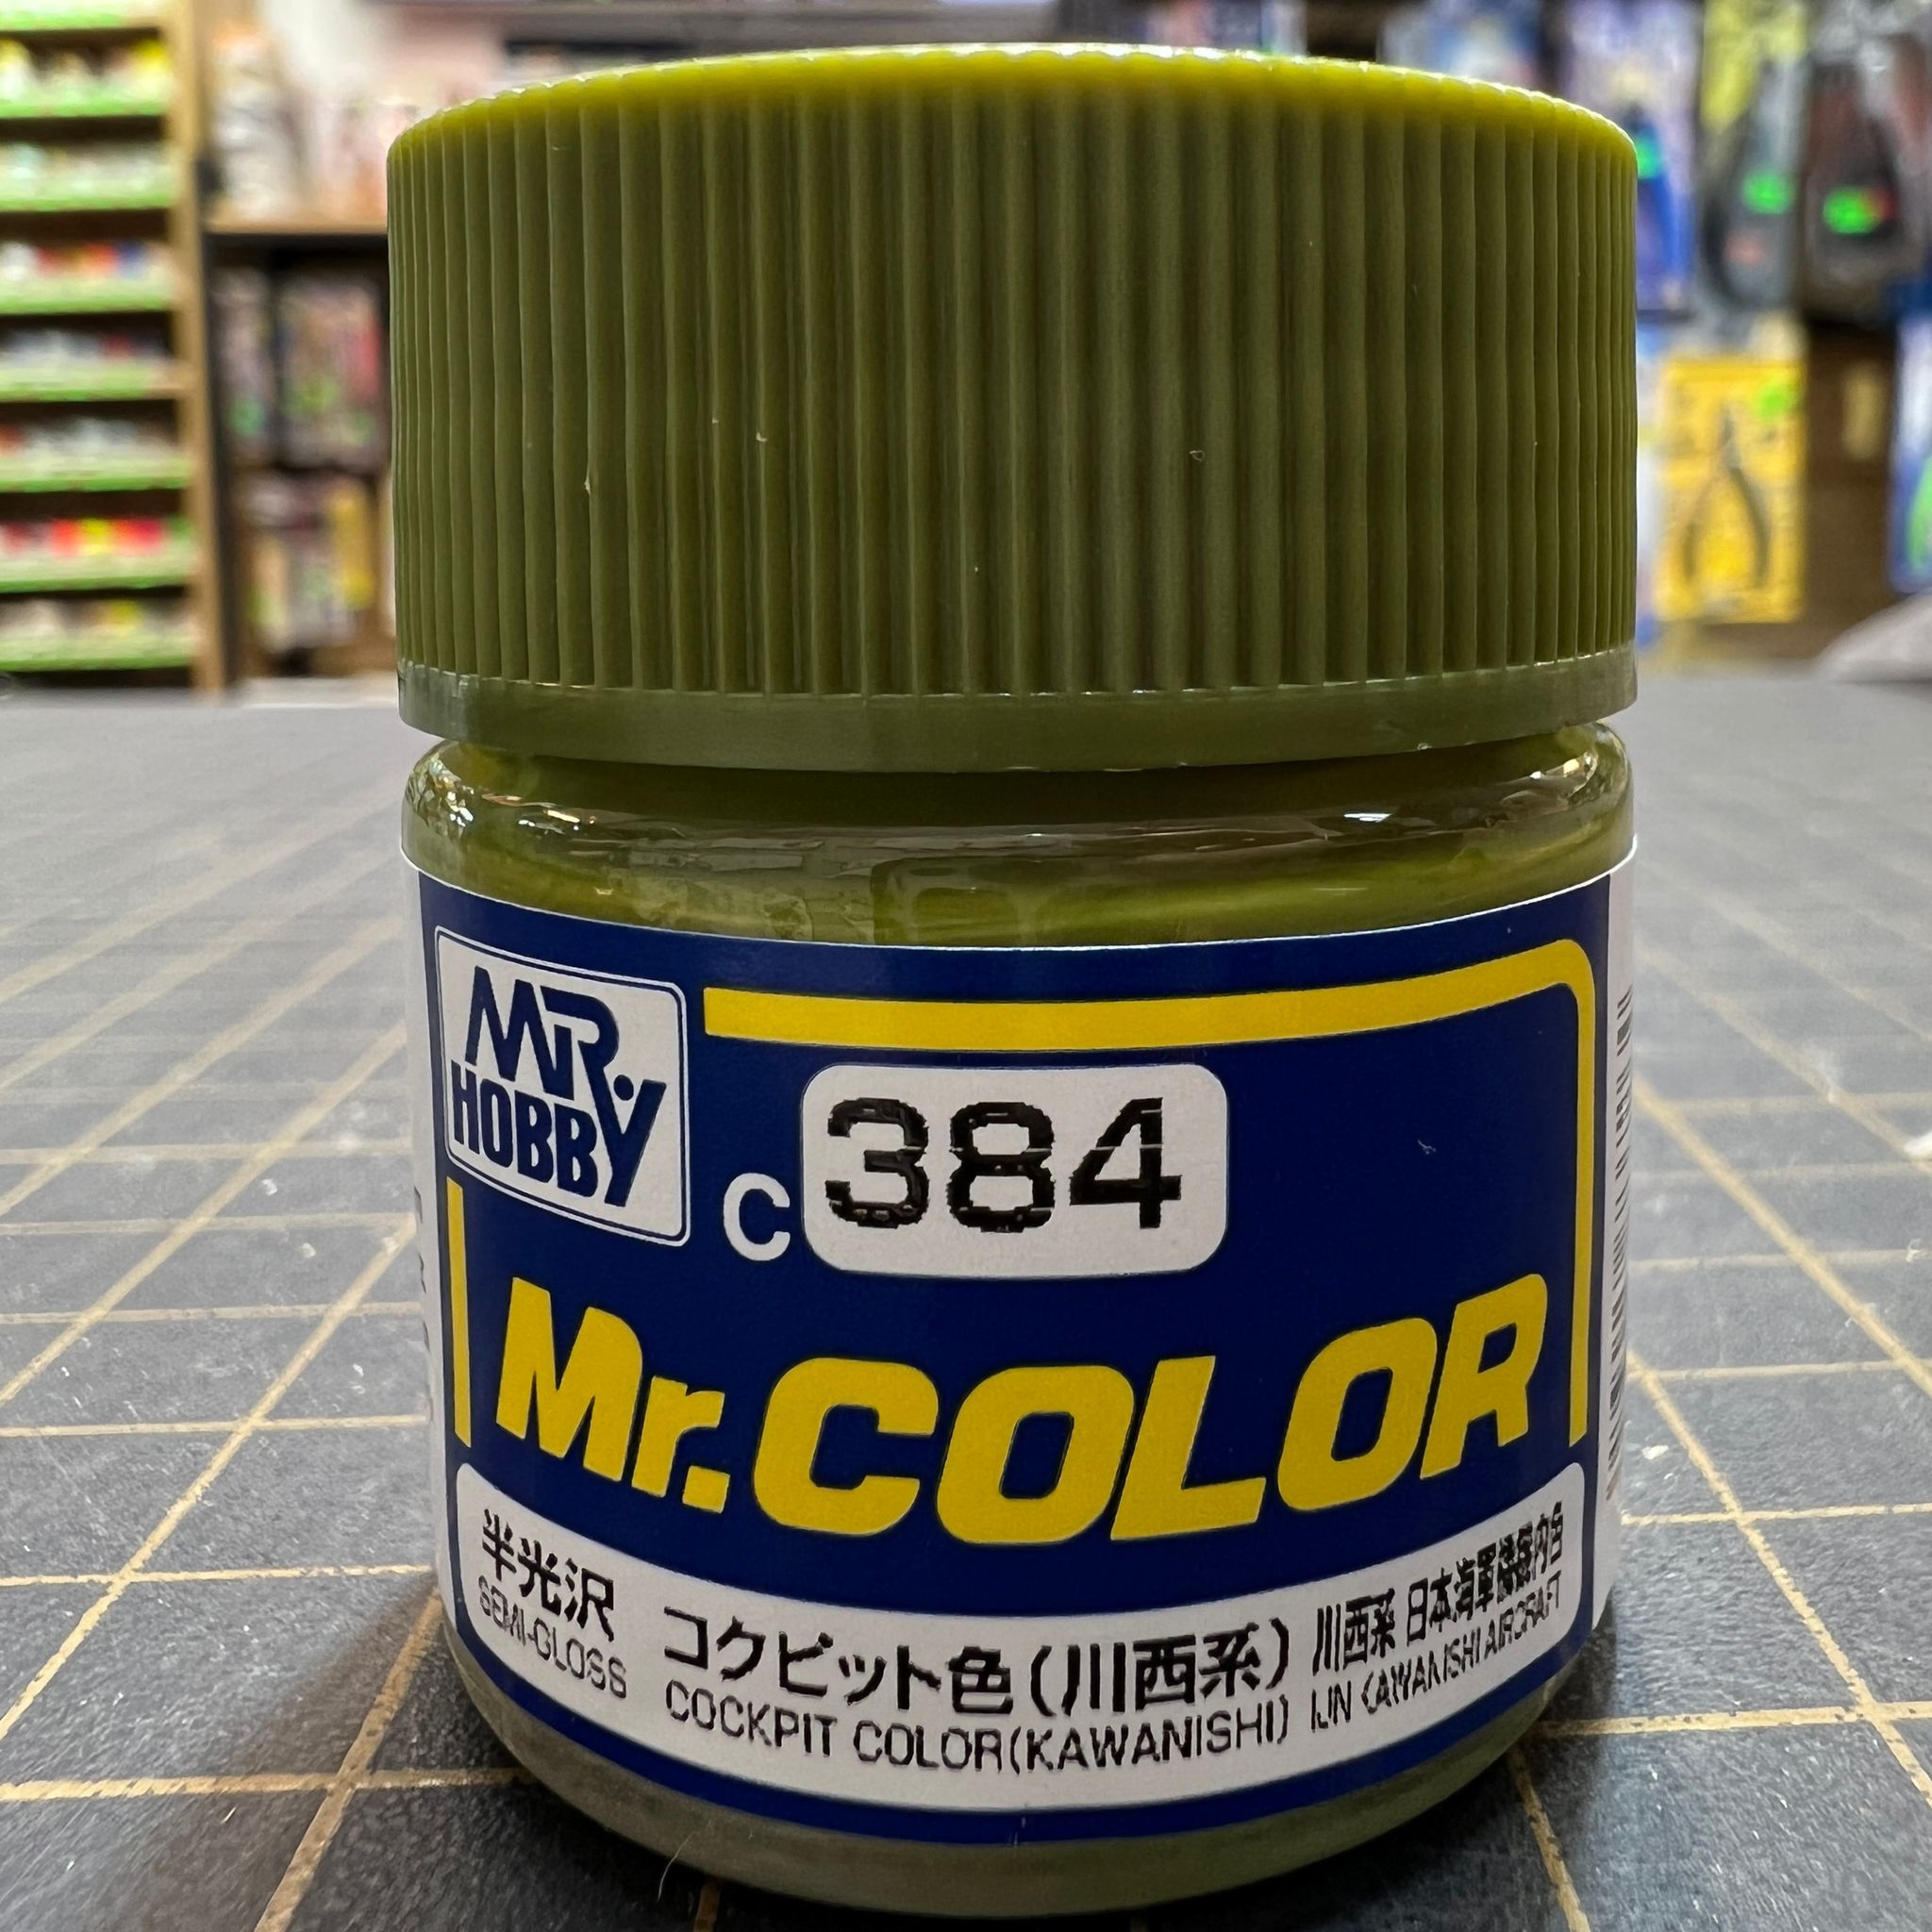 MR. HOBBY
C 384
Mr.COLOR
半光沢
SEMI-GLOSS
コクピット色(川西系)
COCKPIT COLOR(KAWANISHI)
川西系 日本海軍機機内色
IJN KAWANISHI AIRCRAFT